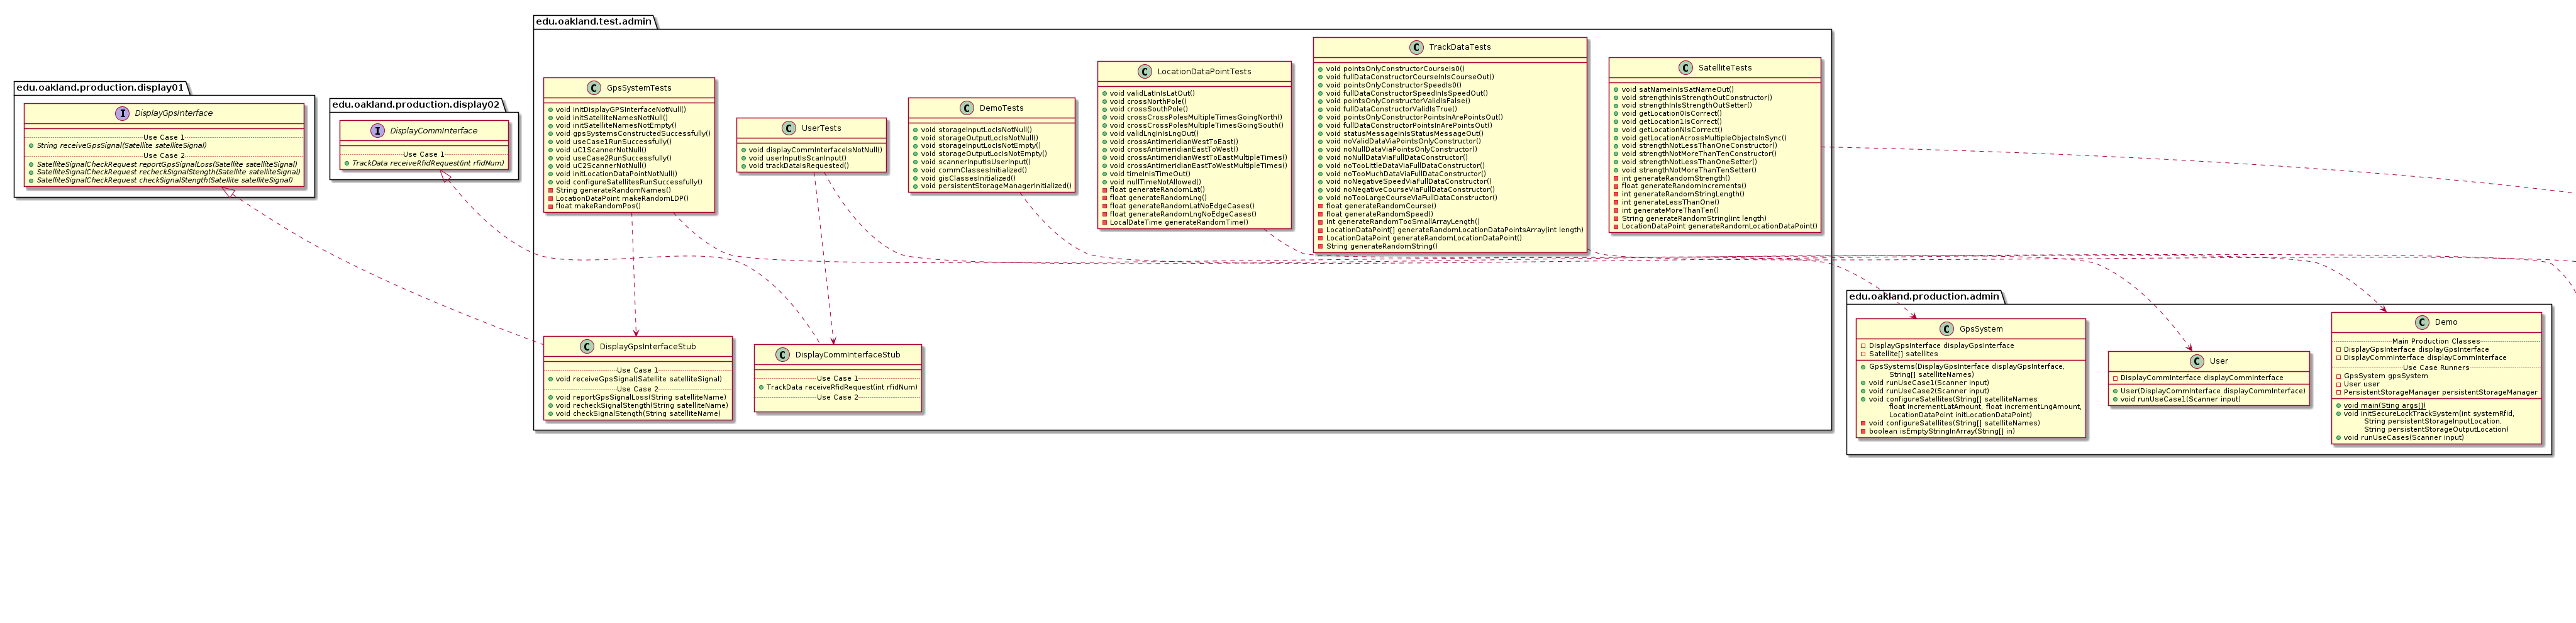 edu.oakland.production.display01
DisplayGpsInterface
Use Case 1
String receiveGpsSignal(Satellite satelliteSignal)
Use Case 2
SatelliteSignalCheckRequest reportGpsSignalLoss(Satellite satelliteSignal)
SatelliteSignalCheckRequest recheckSignalStength(Satellite satelliteSignal)
SatelliteSignalCheckRequest checkSignalStength(Satellite satelliteSignal)
edu.oakland.production.display02
DisplayCommInterface
Use Case 1
TrackData receiveRfidRequest(int rfidNum)
edu.oakland.test.admin
GpsSystemTests
void initDisplayGPSInterfaceNotNull()
void initSatelliteNamesNotNull()
void initSatelliteNamesNotEmpty()
void gpsSystemsConstructedSuccessfully()
void useCase1RunSuccessfully()
void uC1ScannerNotNull()
void useCase2RunSuccessfully()
void uC2ScannerNotNull()
void initLocationDataPointNotNull()
void configureSatellitesRunSuccessfully()
String generateRandomNames()
LocationDataPoint makeRandomLDP()
float makeRandomPos()
UserTests
void displayCommInterfaceIsNotNull()
void userInputIsScanInput()
void trackDataIsRequested()
DemoTests
void storageInputLocIsNotNull()
void storageOutputLocIsNotNull()
void storageInputLocIsNotEmpty()
void storageOutputLocIsNotEmpty()
void scannerInputIsUserInput()
void commClassesInitialized()
void gisClassesInitialized()
void persistentStorageManagerInitialized()
LocationDataPointTests
void validLatInIsLatOut()
void crossNorthPole()
void crossSouthPole()
void crossCrossPolesMultipleTimesGoingNorth()
void crossCrossPolesMultipleTimesGoingSouth()
void validLngInIsLngOut()
void crossAntimeridianWestToEast()
void crossAntimeridianEastToWest()
void crossAntimeridianWestToEastMultipleTimes()
void crossAntimeridianEastToWestMultipleTimes()
void timeInIsTimeOut()
void nullTimeNotAllowed()
float generateRandomLat()
float generateRandomLng()
float generateRandomLatNoEdgeCases()
float generateRandomLngNoEdgeCases()
LocalDateTime generateRandomTime()
TrackDataTests
void pointsOnlyConstructorCourseIs0()
void fullDataConstructorCourseInIsCourseOut()
void pointsOnlyConstructorSpeedIs0()
void fullDataConstructorSpeedInIsSpeedOut()
void pointsOnlyConstructorValidIsFalse()
void fullDataConstructorValidIsTrue()
void pointsOnlyConstructorPointsInArePointsOut()
void fullDataConstructorPointsInArePointsOut()
void statusMessageInIsStatusMessageOut()
void noValidDataViaPointsOnlyConstructor()
void noNullDataViaPointsOnlyConstructor()
void noNullDataViaFullDataConstructor()
void noTooLittleDataViaFullDataConstructor()
void noTooMuchDataViaFullDataConstructor()
void noNegativeSpeedViaFullDataConstructor()
void noNegativeCourseViaFullDataConstructor()
void noTooLargeCourseViaFullDataConstructor()
float generateRandomCourse()
float generateRandomSpeed()
int generateRandomTooSmallArrayLength()
LocationDataPoint[] generateRandomLocationDataPointsArray(int length)
LocationDataPoint generateRandomLocationDataPoint()
String generateRandomString()
SatelliteTests
void satNameInIsSatNameOut()
void strengthInIsStrengthOutConstructor()
void strengthInIsStrengthOutSetter()
void getLocation0IsCorrect()
void getLocation1IsCorrect()
void getLocationNIsCorrect()
void getLocationAcrossMultipleObjectsInSync()
void strengthNotLessThanOneConstructor()
void strengthNotMoreThanTenConstructor()
void strengthNotLessThanOneSetter()
void strengthNotMoreThanTenSetter()
int generateRandomStrength()
float generateRandomIncrements()
int generateRandomStringLength()
int generateLessThanOne()
int generateMoreThanTen()
String generateRandomString(int length)
LocationDataPoint generateRandomLocationDataPoint()
DisplayGpsInterfaceStub
Use Case 1
void receiveGpsSignal(Satellite satelliteSignal)
Use Case 2
void reportGpsSignalLoss(String satelliteName)
void recheckSignalStength(String satelliteName)
void checkSignalStength(String satelliteName)
DisplayCommInterfaceStub
Use Case 1
TrackData receiveRfidRequest(int rfidNum)
Use Case 2
edu.oakland.production.admin
GpsSystem
DisplayGpsInterface displayGpsInterface
Satellite[] satellites
GpsSystems(DisplayGpsInterface displayGpsInterface,
String[] satelliteNames)
void runUseCase1(Scanner input)
void runUseCase2(Scanner input)
void configureSatellites(String[] satelliteNames
float incrementLatAmount, float incrementLngAmount,
LocationDataPoint initLocationDataPoint)
void configureSatellites(String[] satelliteNames)
boolean isEmptyStringInArray(String[] in)
User
DisplayCommInterface displayCommInterface
User(DisplayCommInterface displayCommInterface)
void runUseCase1(Scanner input)
Demo
Main Production Classes
DisplayGpsInterface displayGpsInterface
DisplayCommInterface displayCommInterface
Use Case Runners
GpsSystem gpsSystem
User user
PersistentStorageManager persistentStorageManager
void main(String args[])
void initSecureLockTrackSystem(int systemRfid,
String persistentStorageInputLocation,
String persistentStorageOutputLocation)
void runUseCases(Scanner input)